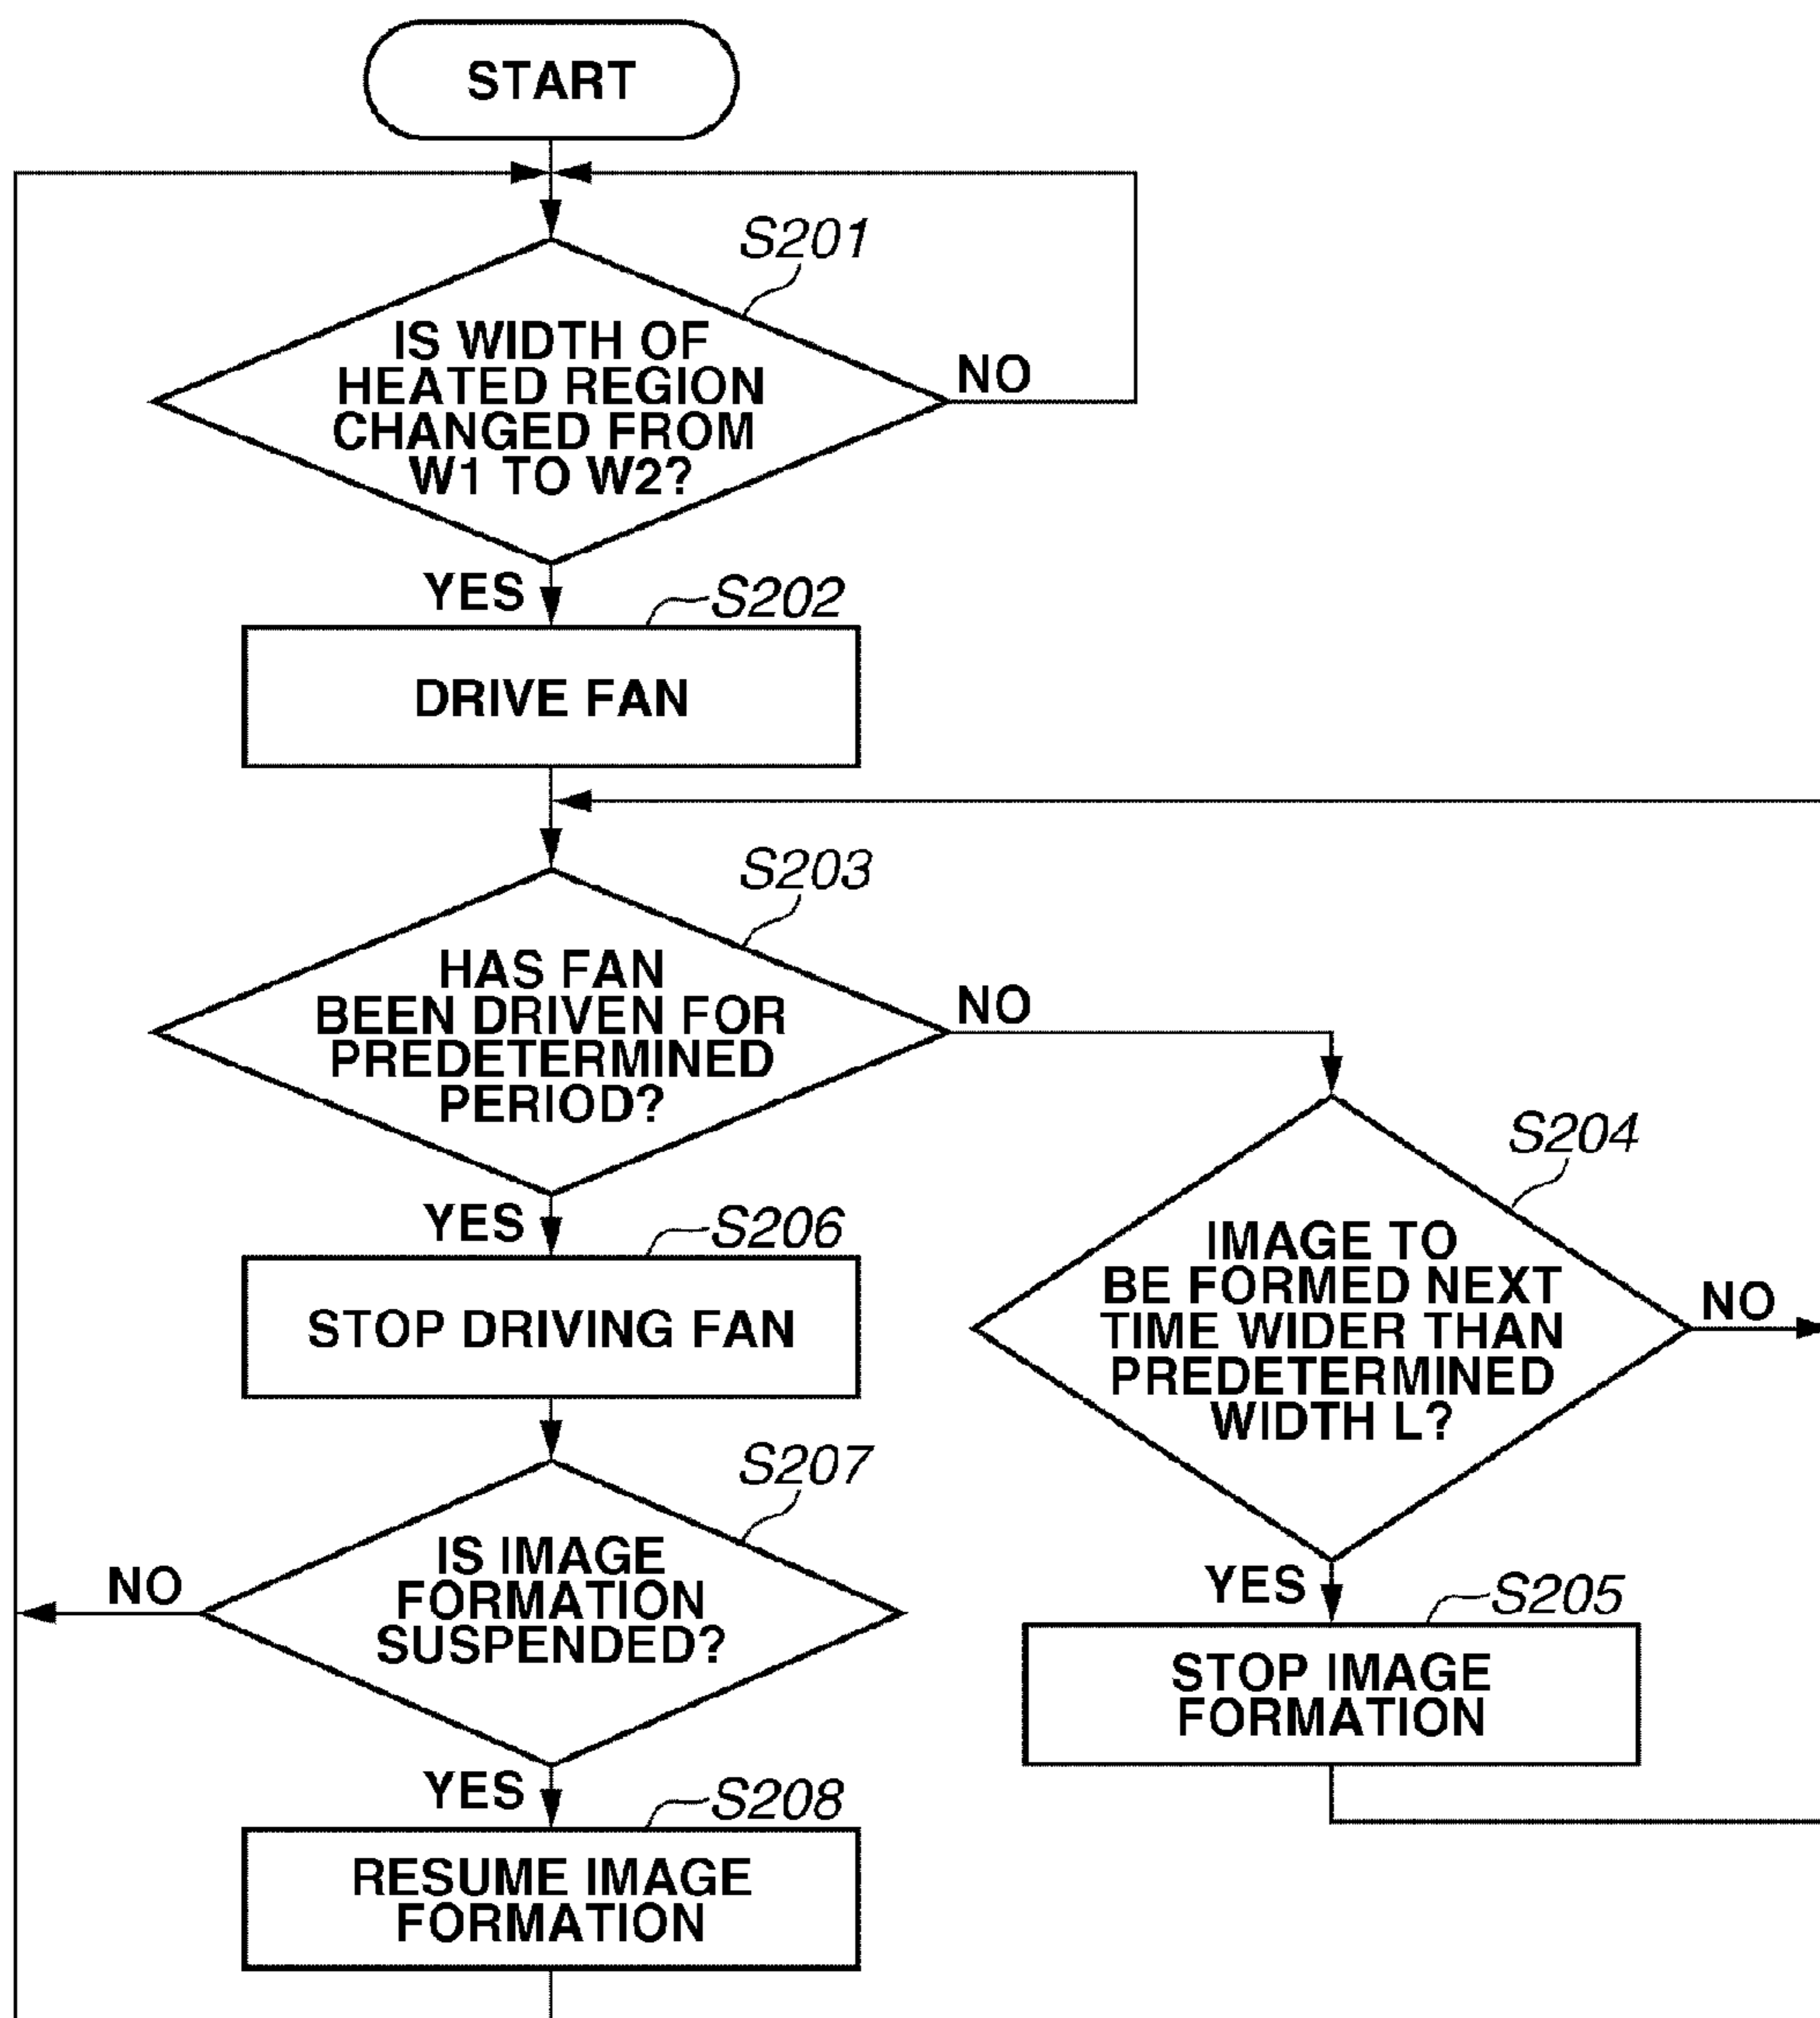 START
S201
IS WIDTH OF
HEATED REGION
CHANGED FROM
W1 TO W2?
NO
YES
S202
DRIVE FAN
S203
HAS FAN
BEEN DRIVEN FOR
PREDETERMINED
PERIOD?
NO
S204
IMAGE TO
BE FORMED NEXT
TIME WIDER THAN
PREDETERMINED
WIDTH L?
NO
YES
S205
STOP IMAGE
FORMATION
YES
S206
STOP DRIVING FAN
S207
IS IMAGE
FORMATION
SUSPENDED?
NO
YES
S208
RESUME IMAGE
FORMATION